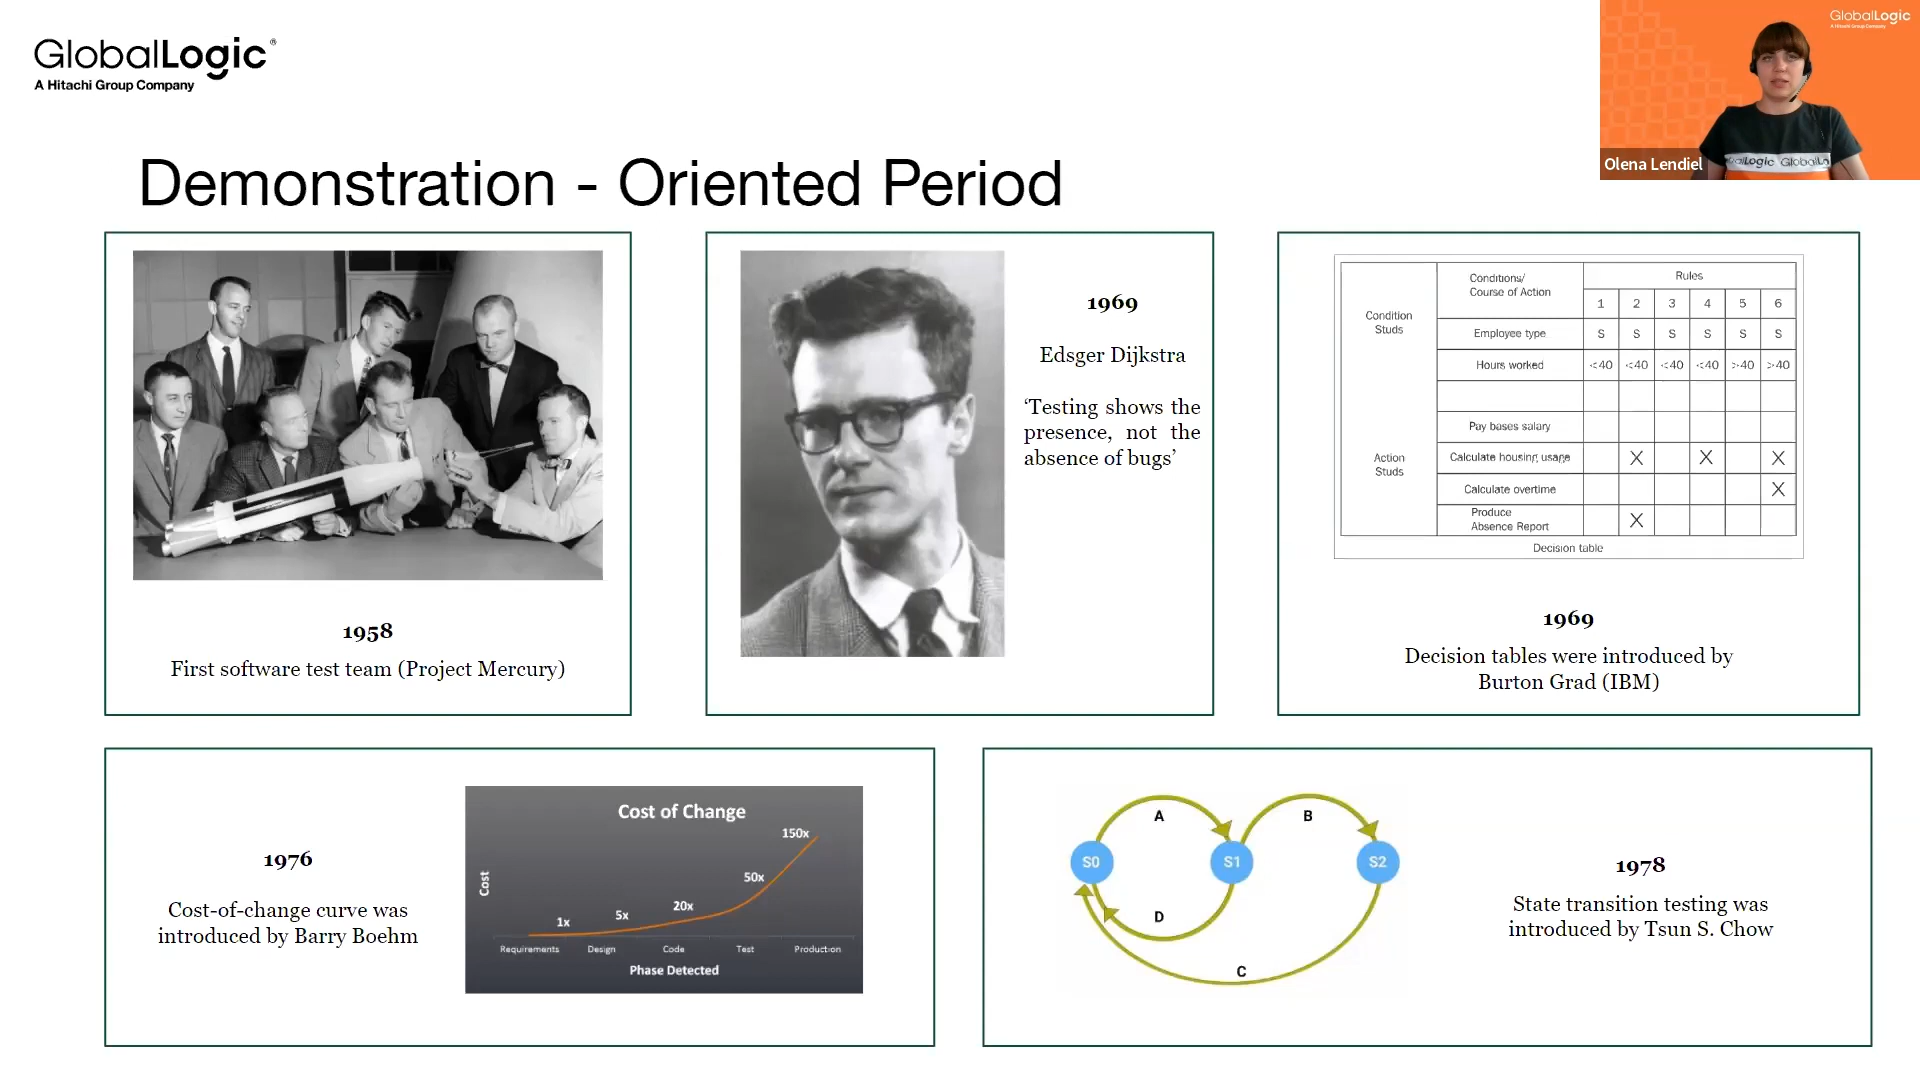 GlobalLogic®
A Hitachi Group Company
GlobalLogic
A Hitachi Group Company
GlobalLogic GlobalLo
Olena Lendiel
Demonstration - Oriented Period
1958
First software test team (Project Mercury)
1969
Edsger Dijkstra
‘Testing shows the
presence, not the
absence of bugs’
Condition
Studs
Conditions/
Course of Action
Rules
1 2 3 4 5 6
Employee type S S S S S S
Hours worked <40 <40 <40 <40 >40 >40
Pay bases salary
Action
Studs
Calculate housing usage X X X
Calculate overtime X
Produce
Absence Report X
Decision table
1969
Decision tables were introduced by
Burton Grad (IBM)
1976
Cost-of-change curve was
introduced by Barry Boehm
Cost of Change
Cost
1x
5x
20x
50x
150x
Requirements Design Code Test Production
Phase Detected
A
B
S0
S1
S2
D
C
1978
State transition testing was
introduced by Tsun S. Chow